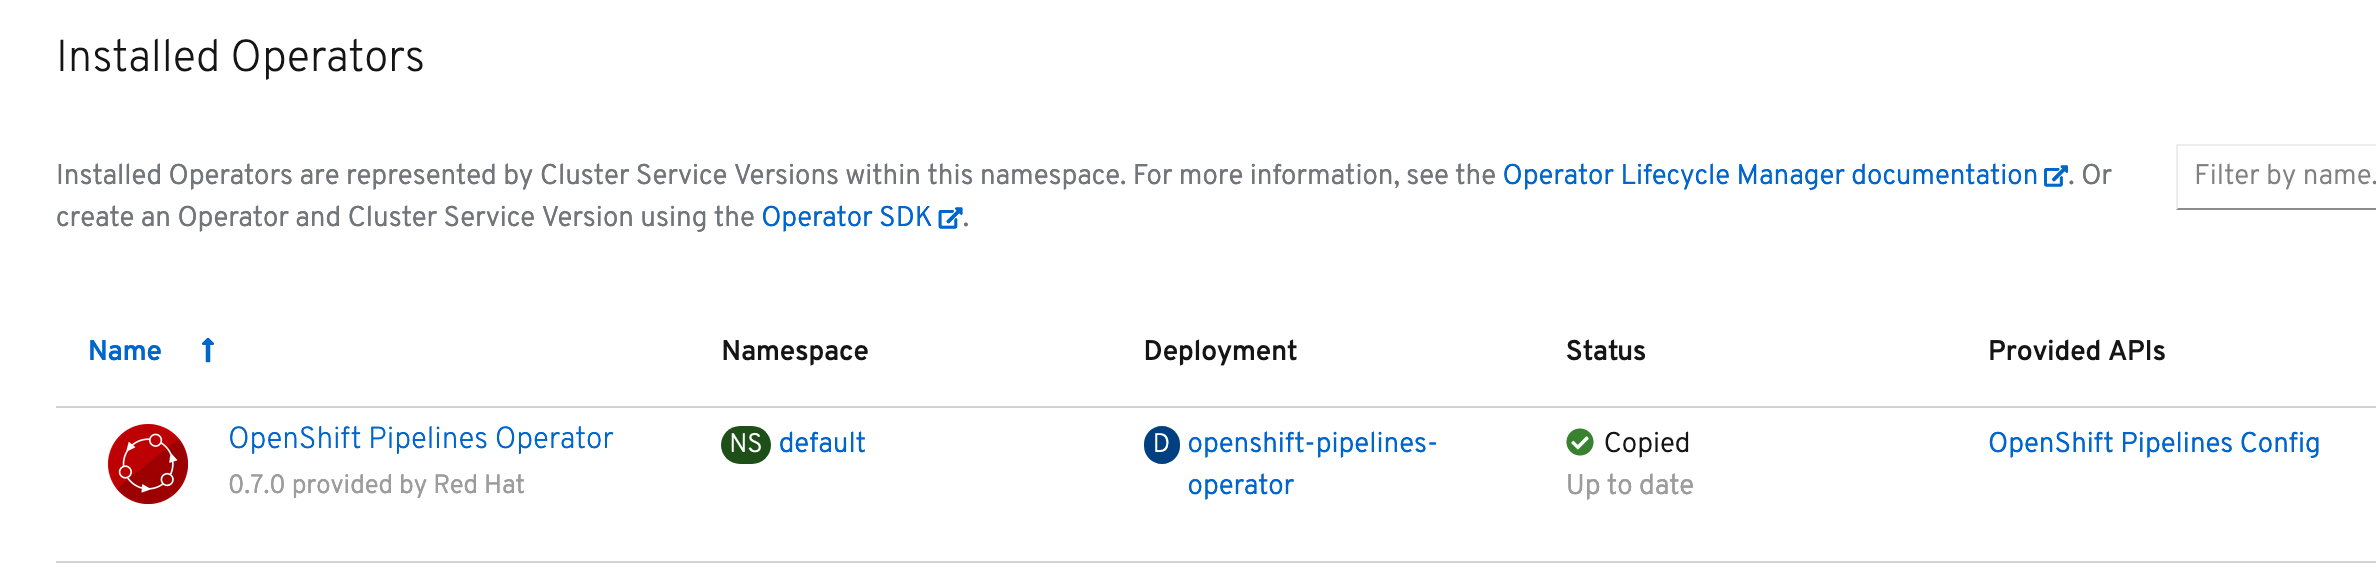 Installed Operators
Installed Operators are represented by Cluster Service Versions within this namespace. For more information, see the Operator Lifecycle Manager documentation. Or
create an Operator and Cluster Service Version using the Operator SDK.
Filter by name.
Name Namespace Deployment Status Provided APIs
OpenShift Pipelines Operator NS default D openshift-pipelines- Copied OpenShift Pipelines Config
0.7.0 provided by Red Hat operator Up to date